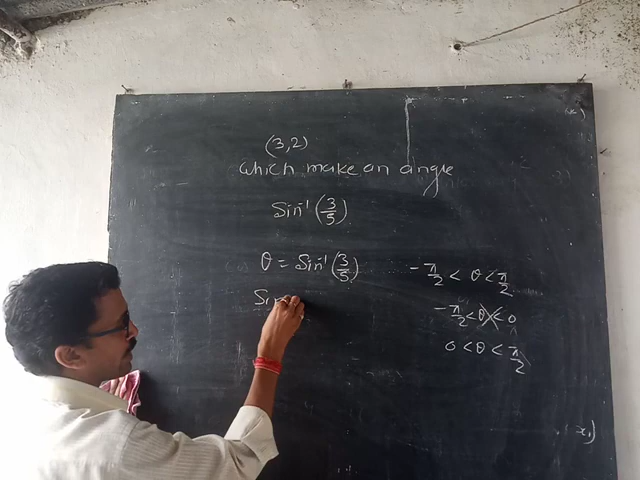 (3,2)
which make an angle
Sin⁻¹(3/5)
θ = Sin⁻¹(3/5)
-π/2 < θ < π/2
-π/2 < θ < 0
0 < θ < π/2